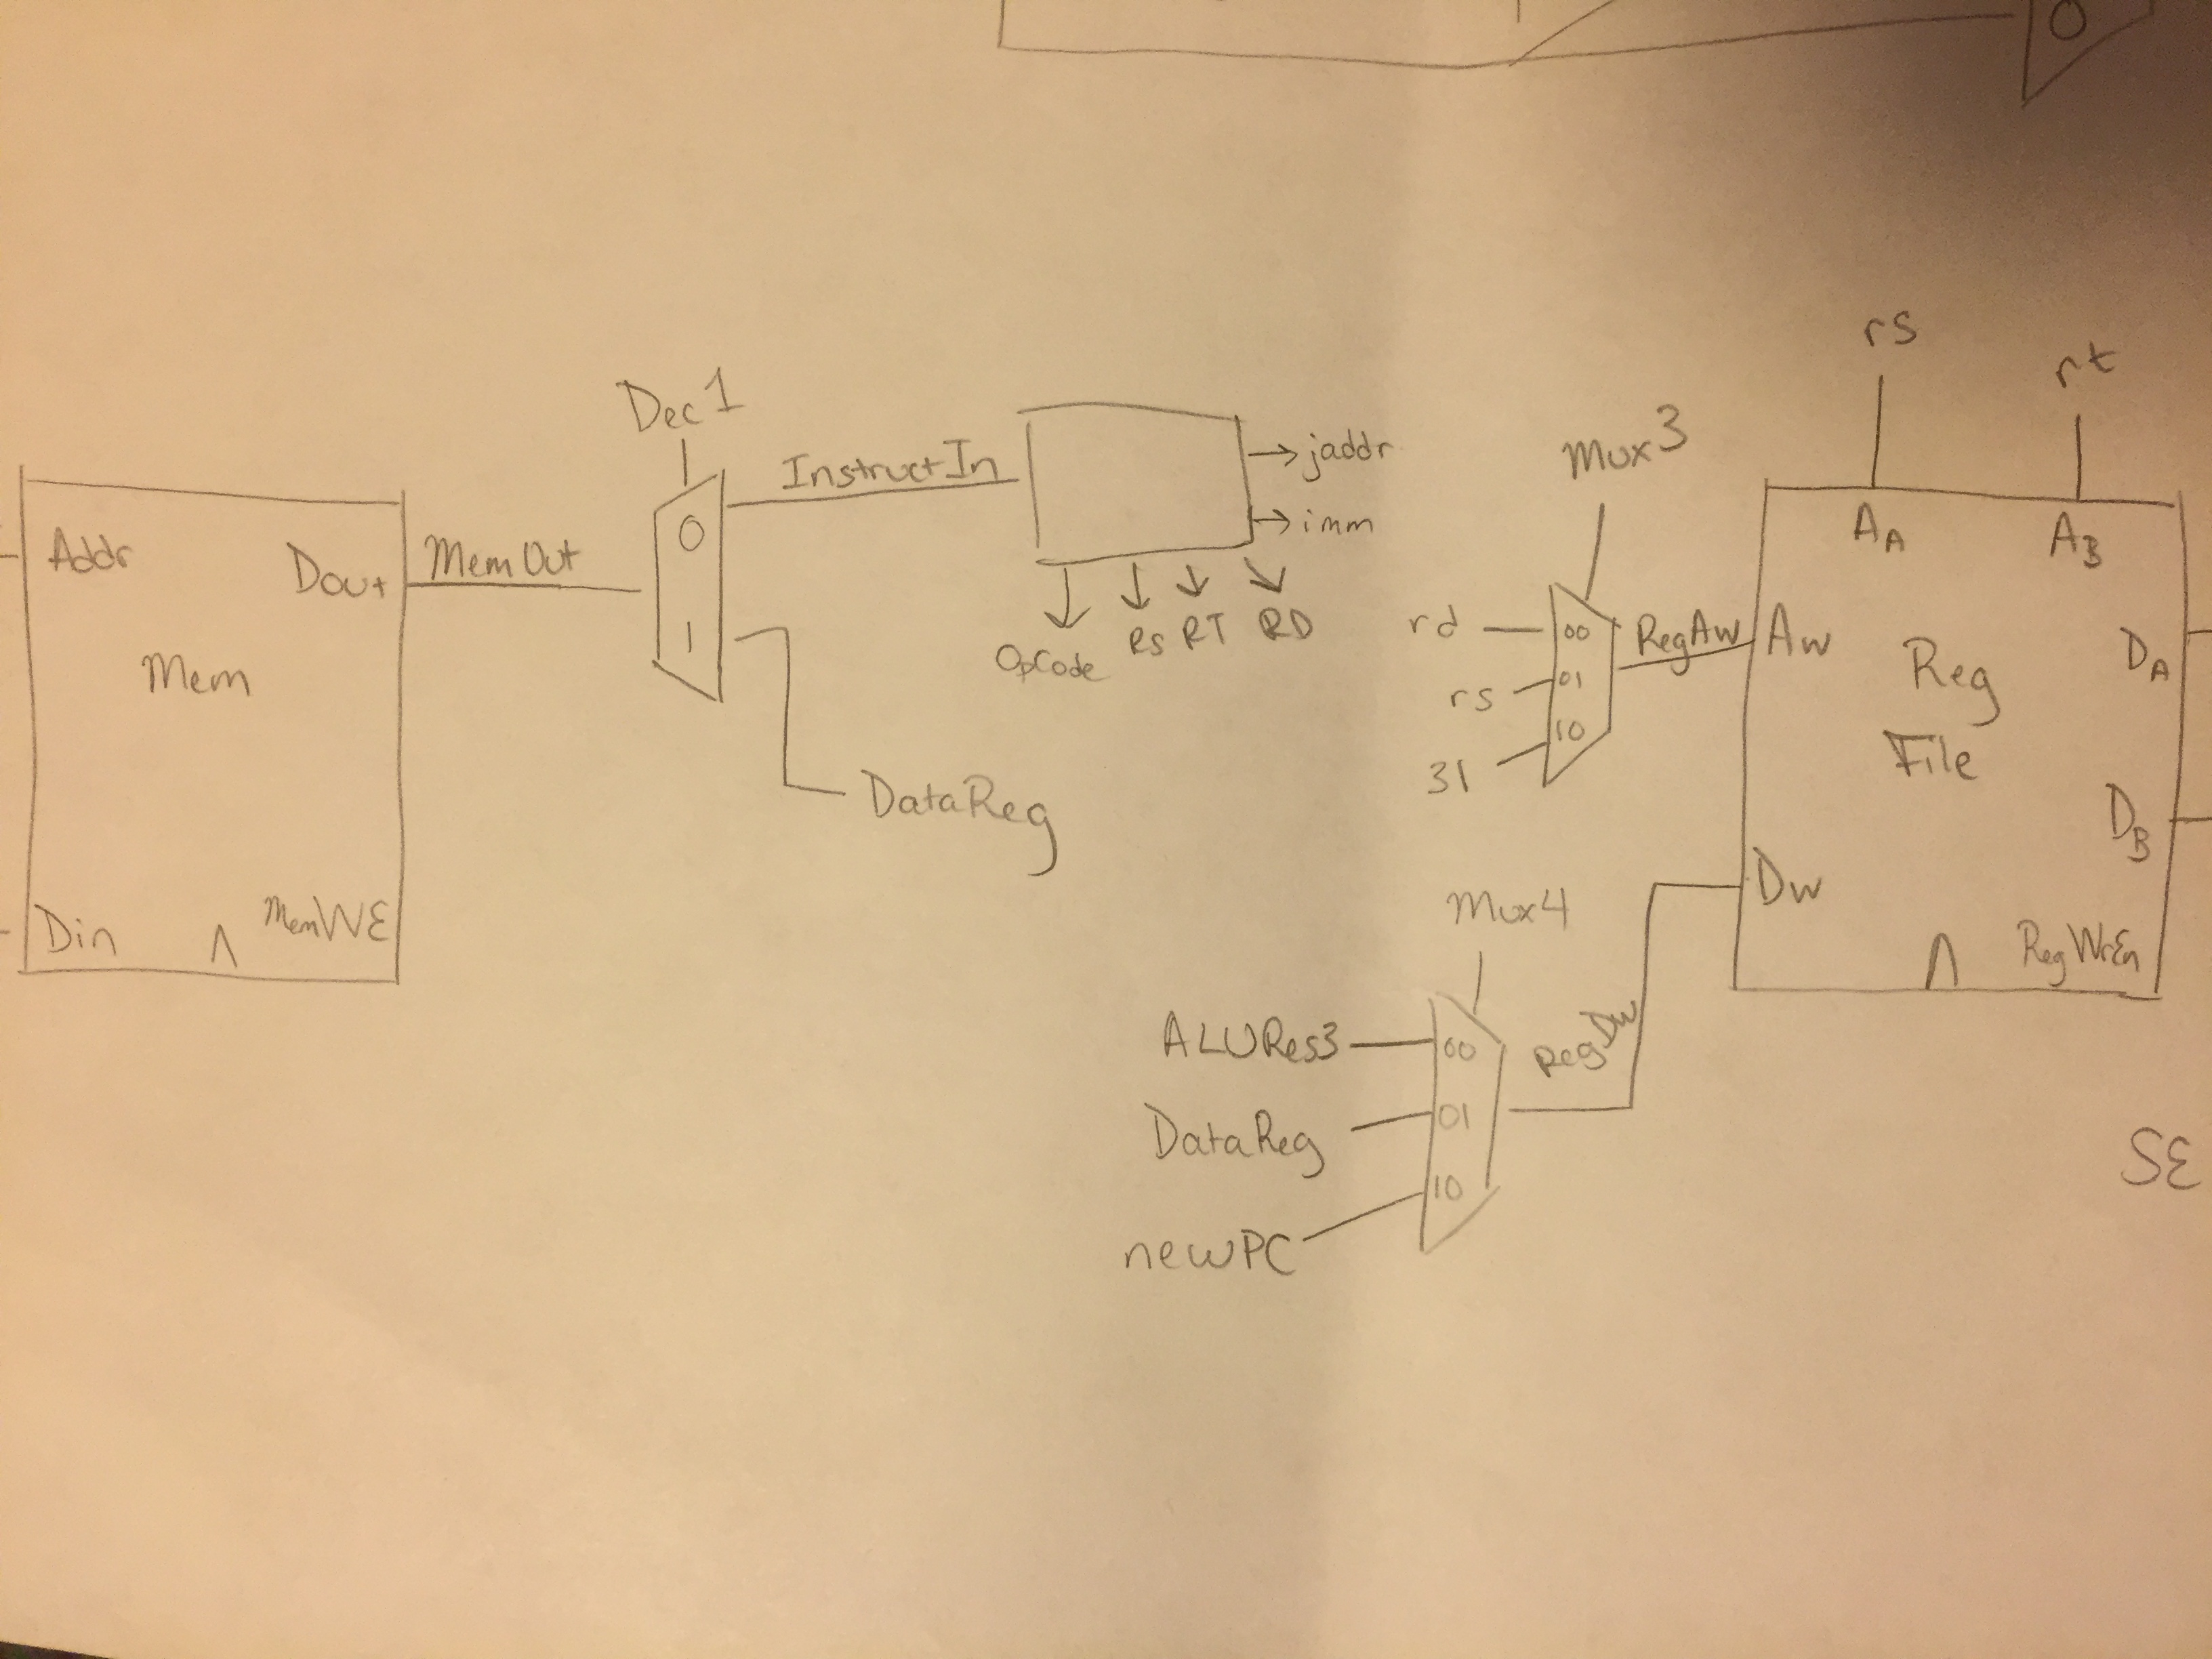 Addr
Mem
Dout
Din
MemWE
MemOut
Dec1
0
1
InstructIn
DataReg
OpCode RS RT RD
jaddr
imm
Mux3
rd
rs
31
00
01
10
RegAw
Mux4
ALURes3
DataReg
newPC
00
01
10
RegDw
rs
rt
AA
AB
Aw
Dw
Reg
File
DA
DB
RegWrEn
SE
0